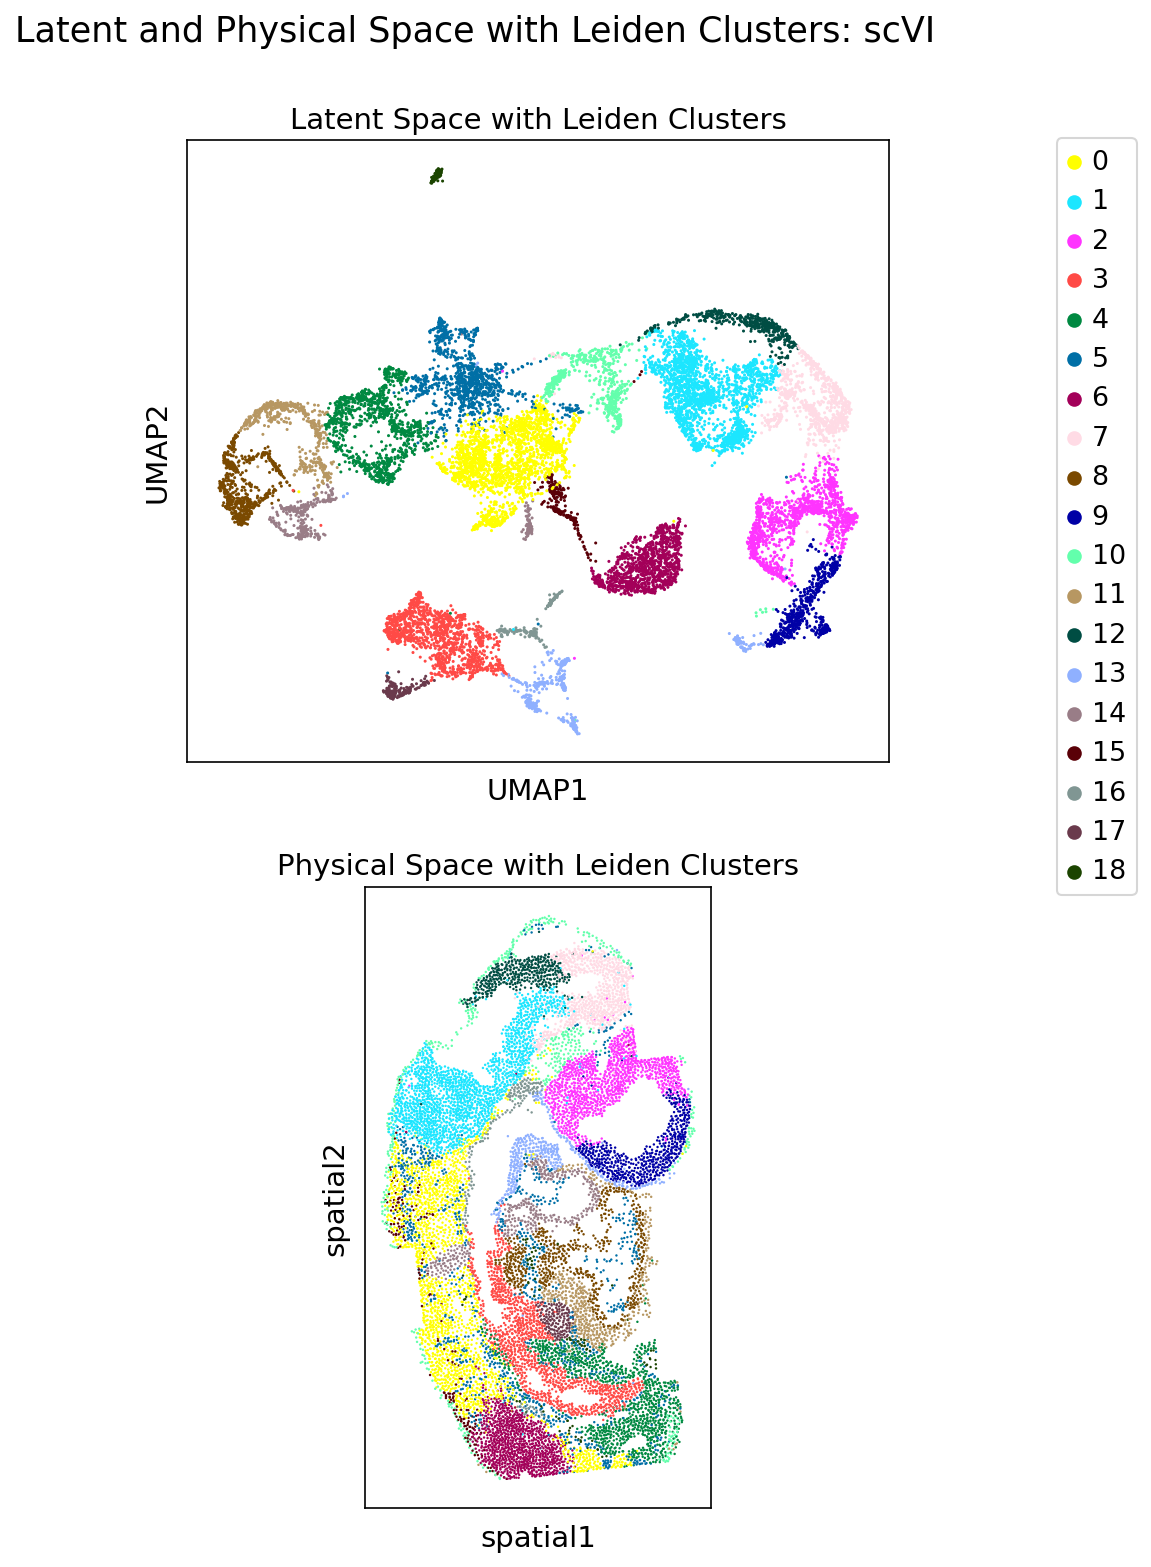 Latent and Physical Space with Leiden Clusters: scVI
Latent Space with Leiden Clusters
UMAP2
UMAP1
0
1
2
3
4
5
6
7
8
9
10
11
12
13
14
15
16
17
18
Physical Space with Leiden Clusters
spatial2
spatial1